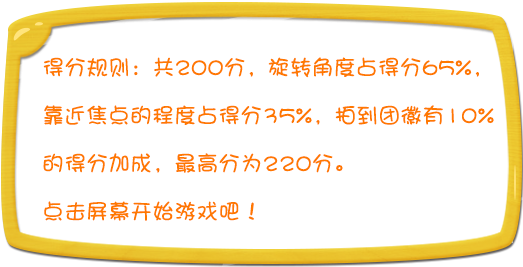 得分规则：共200分，旋转角度占得分65%，
靠近焦点的程度占得分35%，拍到团徽有10%
的得分加成，最高分为220分。
点击屏幕开始游戏吧！